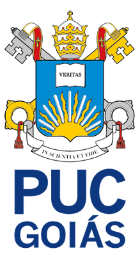 VERITAS
IN SCIENTIA ET FIDE
PUC
GOIÁS